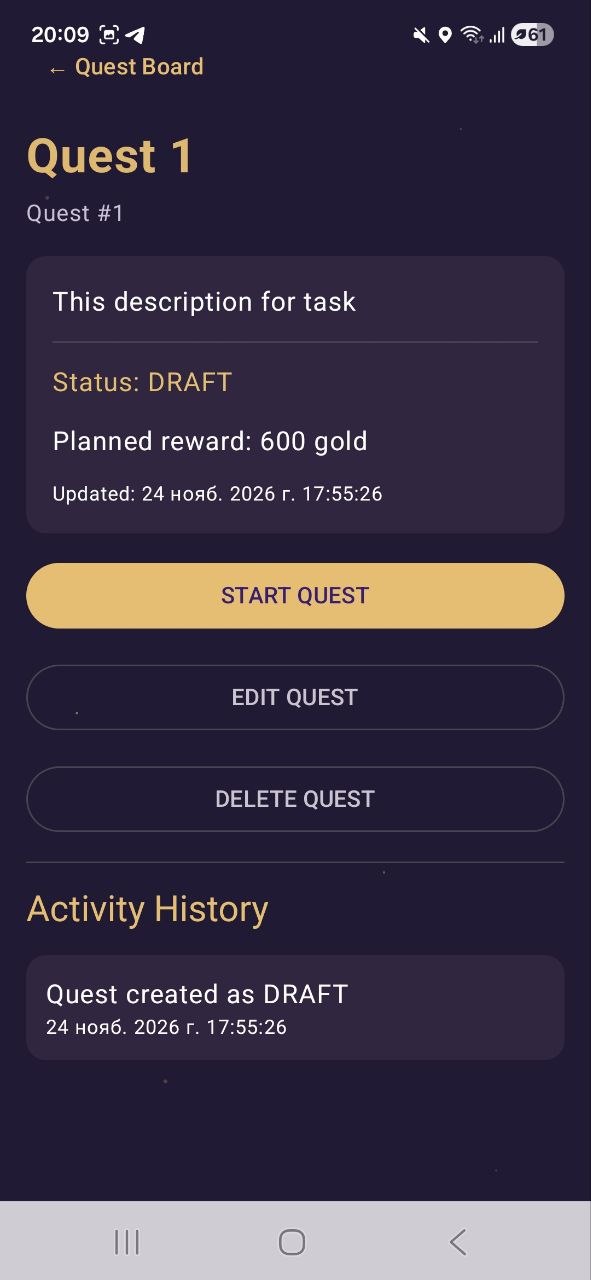 20:09 61
← Quest Board
Quest 1
Quest #1
This description for task
Status: DRAFT
Planned reward: 600 gold
Updated: 24 нояб. 2026 г. 17:55:26
START QUEST
EDIT QUEST
DELETE QUEST
Activity History
Quest created as DRAFT
24 нояб. 2026 г. 17:55:26